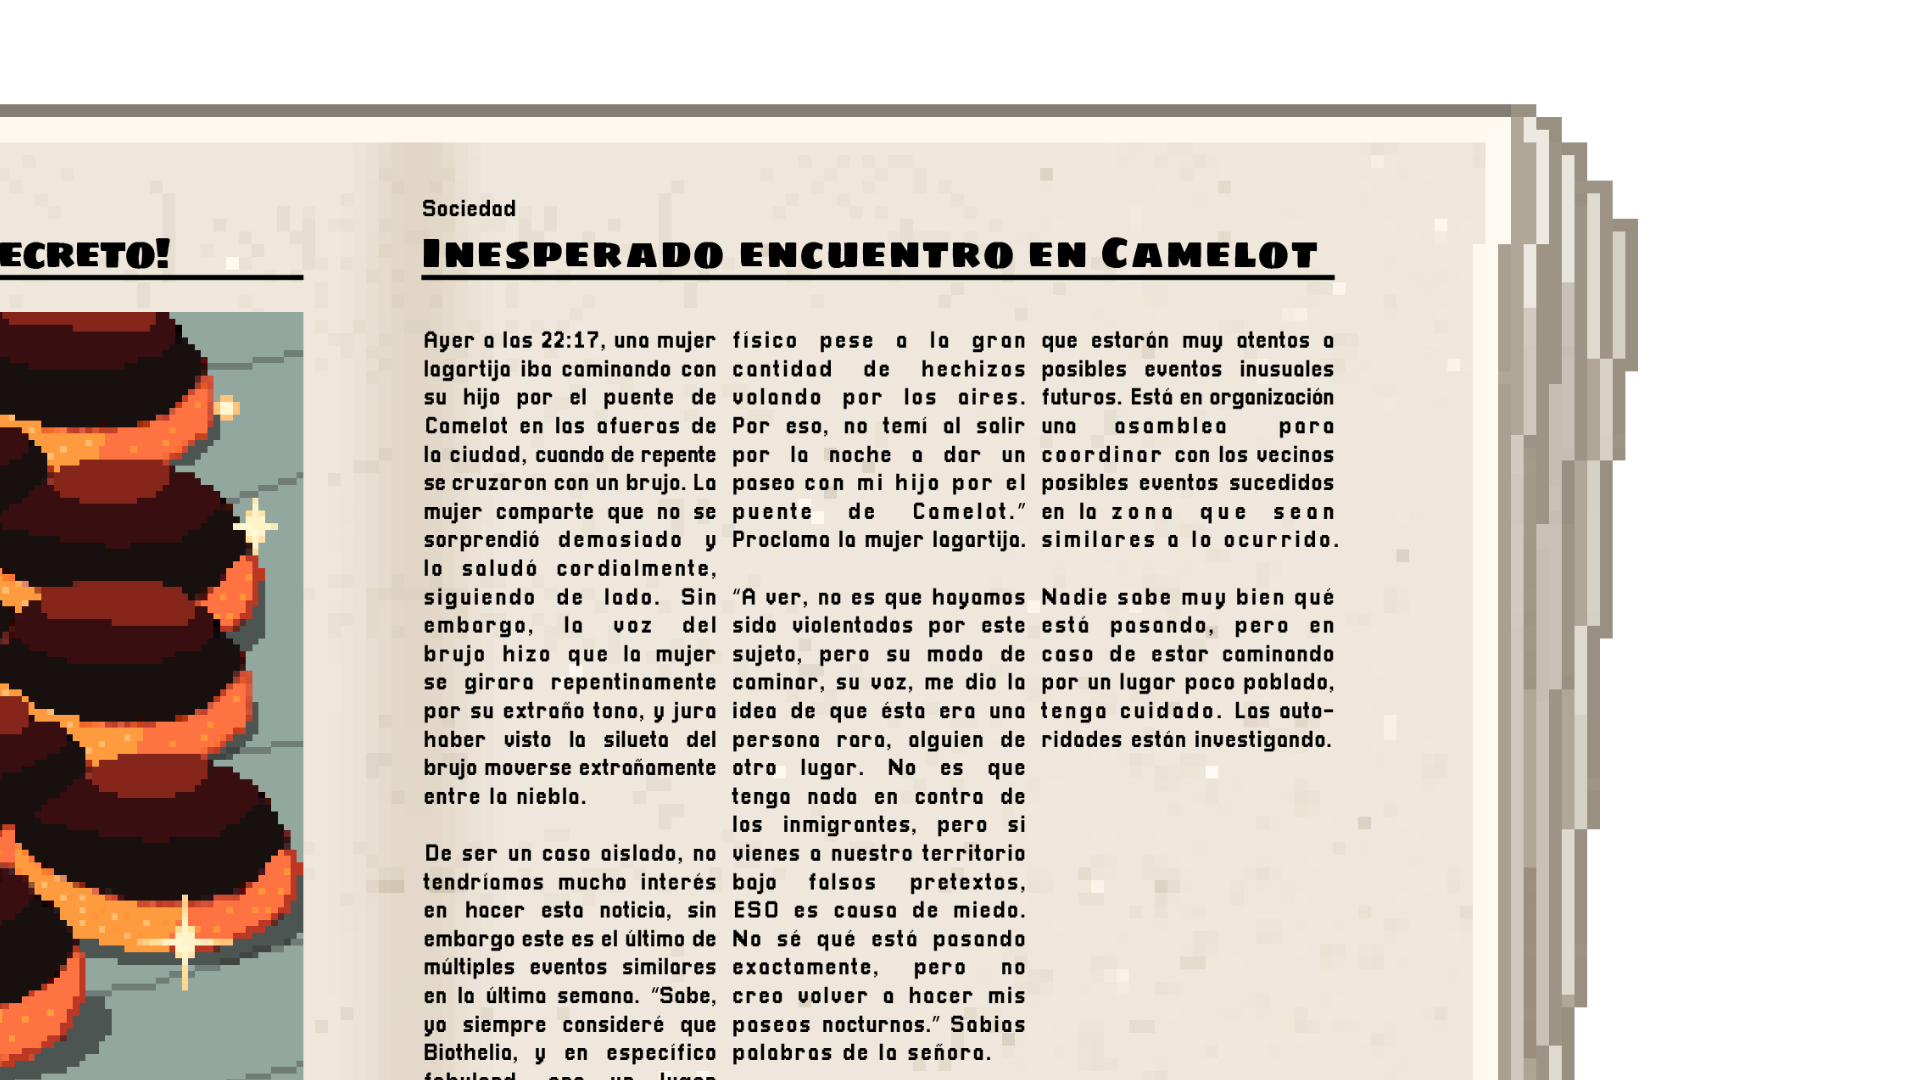 ECRETO!
Sociedad
INESPERADO ENCUENTRO EN CAMELOT
Ayer a las 22:17, una mujer
lagartija iba caminando con
su hijo por el puente de
Camelot en las afueras de
la ciudad, cuando de repente
se cruzaron con un brujo. La
mujer comparte que no se
sorprendió demasiado y
lo saludó cordialmente,
siguiendo de lado. Sin
embargo, la voz del
brujo hizo que la mujer
se girara repentinamente
por su extraño tono, y jura
haber visto la silueta del
brujo moverse extrañamente
entre la niebla.
De ser un caso aislado, no
tendríamos mucho interés
en hacer esta noticia, sin
embargo este es el último de
múltiples eventos similares
en la última semana. "Sabe,
yo siempre consideré que
Biothelia, y en específico
físico pese a la gran
cantidad de hechizos
volando por los aires.
Por eso, no temí al salir
por la noche a dar un
paseo con mi hijo por el
puente de Camelot."
Proclama la mujer lagartija.
"A ver, no es que hayamos
sido violentados por este
sujeto, pero su modo de
caminar, su voz, me dio la
idea de que ésta era una
persona rara, alguien de
otro lugar. No es que
tenga nada en contra de
los inmigrantes, pero si
vienes a nuestro territorio
bajo falsos pretextos,
ESO es causa de miedo.
No sé qué está pasando
exactamente, pero no
creo volver a hacer mis
paseos nocturnos." Sabias
palabras de la señora.
que estarán muy atentos a
posibles eventos inusuales
futuros. Está en organización
una asamblea para
coordinar con los vecinos
posibles eventos sucedidos
en la zona que sean
similares a lo ocurrido.
Nadie sabe muy bien qué
está pasando, pero en
caso de estar caminando
por un lugar poco poblado,
tenga cuidado. Las auto-
ridades están investigando.